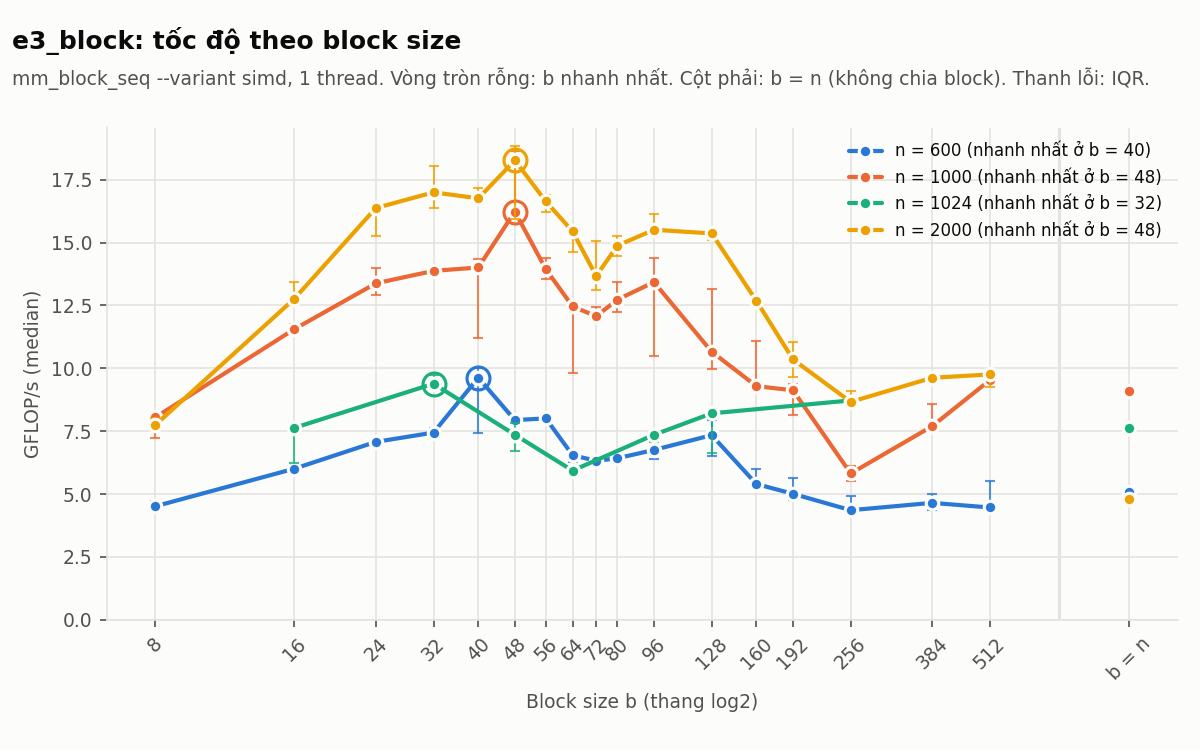 e3_block: tốc độ theo block size
mm_block_seq --variant simd, 1 thread. Vòng tròn rỗng: b nhanh nhất. Cột phải: b = n (không chia block). Thanh lỗi: IQR.
n = 600 (nhanh nhất ở b = 40)
n = 1000 (nhanh nhất ở b = 48)
n = 1024 (nhanh nhất ở b = 32)
n = 2000 (nhanh nhất ở b = 48)
GFLOP/s (median)
17.5
15.0
12.5
10.0
7.5
5.0
2.5
0.0
8 16 24 32 40 48 56 64 72 80 96 128 160 192 256 384 512 b = n
Block size b (thang log2)